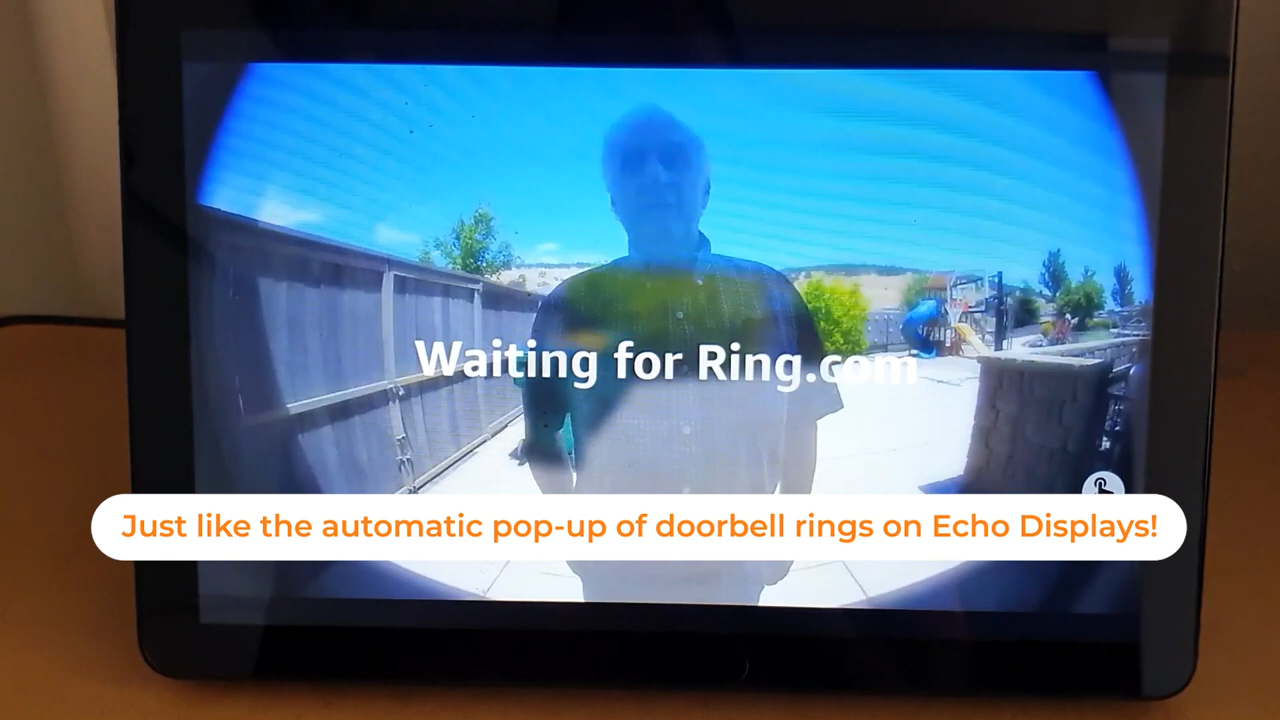 Waiting for Ring.com
Just like the automatic pop-up of doorbell rings on Echo Displays!